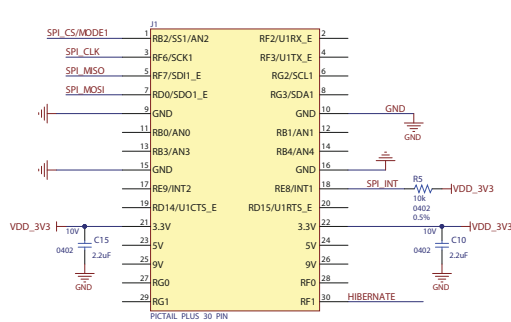 J1
SPI_CS/MODE1 1 RB2/SS1/AN2 RF2/U1RX_E 2
SPI_CLK 3 RF6/SCK1 RF3/U1TX_E 4
SPI_MISO 5 RF7/SDI1_E RG2/SCL1 6
SPI_MOSI 7 RD0/SDO1_E RG3/SDA1 8
9 GND GND 10 GND
GND
11 RB0/AN0 RB1/AN1 12
13 RB3/AN3 RB4/AN4 14
15 GND GND 16
17 RE9/INT2 RE8/INT1 18 SPI_INT R5 VDD_3V3
10k
0402
0.5%
19 RD14/U1CTS_E RD15/U1RTS_E 20
VDD_3V3 21 3.3V 3.3V 22 VDD_3V3
10V C15 0402 2.2uF GND
23 5V 5V 24
10V C10 0402 2.2uF GND
25 9V 9V 26
27 RG0 RF0 28
29 RG1 RF1 30 HIBERNATE
PICTAIL PLUS 30 PIN